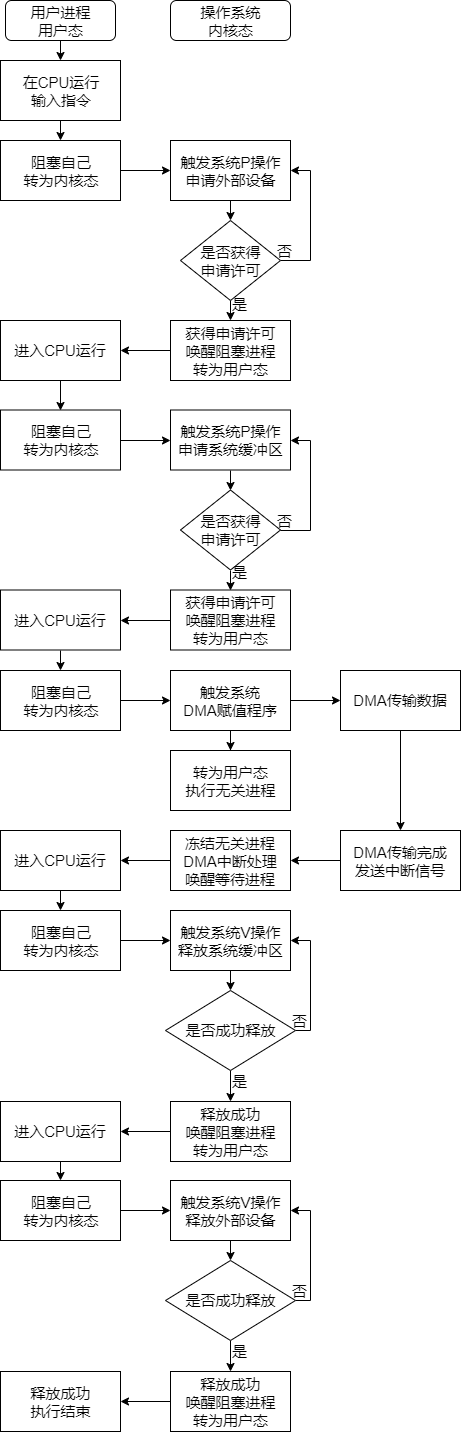 用户进程
用户态
操作系统
内核态
在CPU运行
输入指令
阻塞自己
转为内核态
触发系统P操作
申请外部设备
是否获得
申请许可
否
是
进入CPU运行
获得申请许可
唤醒阻塞进程
转为用户态
阻塞自己
转为内核态
触发系统P操作
申请系统缓冲区
是否获得
申请许可
否
是
进入CPU运行
获得申请许可
唤醒阻塞进程
转为用户态
阻塞自己
转为内核态
触发系统
DMA赋值程序
DMA传输数据
转为用户态
执行无关进程
进入CPU运行
冻结无关进程
DMA中断处理
唤醒等待进程
DMA传输完成
发送中断信号
阻塞自己
转为内核态
触发系统V操作
释放系统缓冲区
是否成功释放
否
是
进入CPU运行
释放成功
唤醒阻塞进程
转为用户态
阻塞自己
转为内核态
触发系统V操作
释放外部设备
是否成功释放
否
是
释放成功
执行结束
释放成功
唤醒阻塞进程
转为用户态